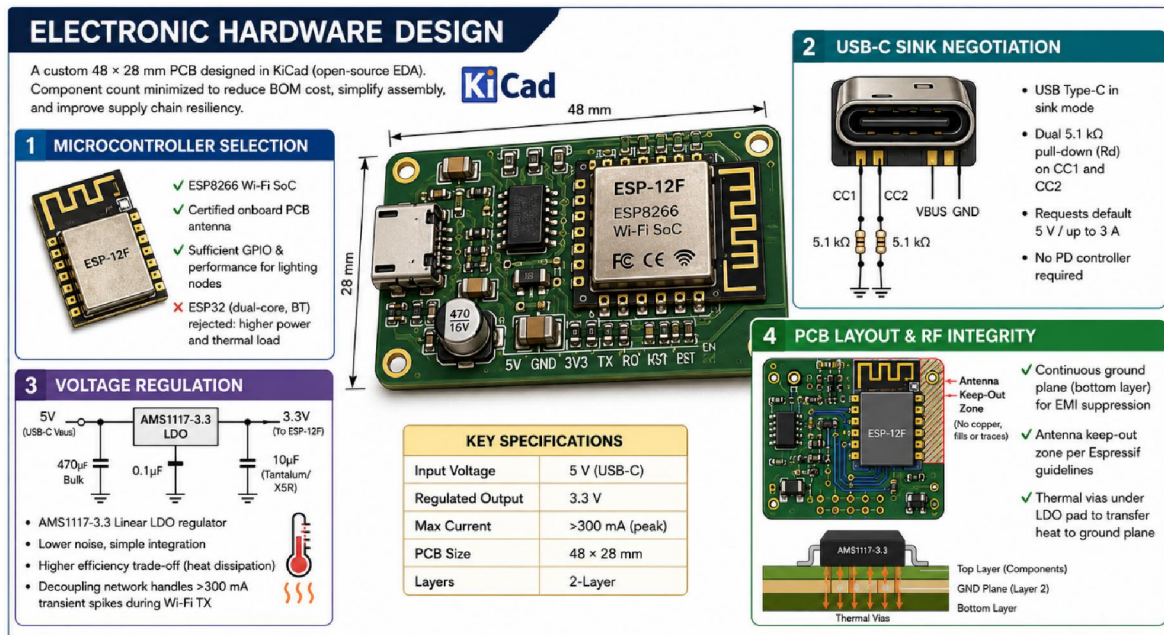 ELECTRONIC HARDWARE DESIGN
A custom 48 × 28 mm PCB designed in KiCad (open-source EDA).
Component count minimized to reduce BOM cost, simplify assembly,
and improve supply chain resiliency.
KiCad
1 MICROCONTROLLER SELECTION
ESP-12F
✓ ESP8266 Wi-Fi SoC
✓ Certified onboard PCB
antenna
✓ Sufficient GPIO &
performance for lighting
nodes
✗ ESP32 (dual-core, BT)
rejected: higher power
and thermal load
48 mm
28 mm
ESP-12F
ESP8266
Wi-Fi SoC
FC CE
470
16V
5V GND 3V3 TX RO KST EST EN
2 USB-C SINK NEGOTIATION
CC1 CC2 VBUS GND
5.1 kΩ 5.1 kΩ
• USB Type-C in
sink mode
• Dual 5.1 kΩ
pull-down (Rd)
on CC1 and
CC2
• Requests default
5 V / up to 3 A
• No PD controller
required
3 VOLTAGE REGULATION
5V
(USB-C VBUS)
AMS1117-3.3
LDO
3.3V
(To ESP-12F)
470μF
Bulk
0.1μF
10μF
(Tantalum/
X5R)
• AMS1117-3.3 Linear LDO regulator
• Lower noise, simple integration
• Higher efficiency trade-off (heat dissipation)
• Decoupling network handles >300 mA
transient spikes during Wi-Fi TX
KEY SPECIFICATIONS
Input Voltage 5 V (USB-C)
Regulated Output 3.3 V
Max Current >300 mA (peak)
PCB Size 48 × 28 mm
Layers 2-Layer
4 PCB LAYOUT & RF INTEGRITY
ESP-12F
Antenna
Keep-Out
Zone
(No copper,
fills or traces)
✓ Continuous ground
plane (bottom layer)
for EMI suppression
✓ Antenna keep-out
zone per Espressif
guidelines
✓ Thermal vias under
LDO pad to transfer
heat to ground plane
AMS1117-3.3
Top Layer (Components)
GND Plane (Layer 2)
Bottom Layer
Thermal Vias